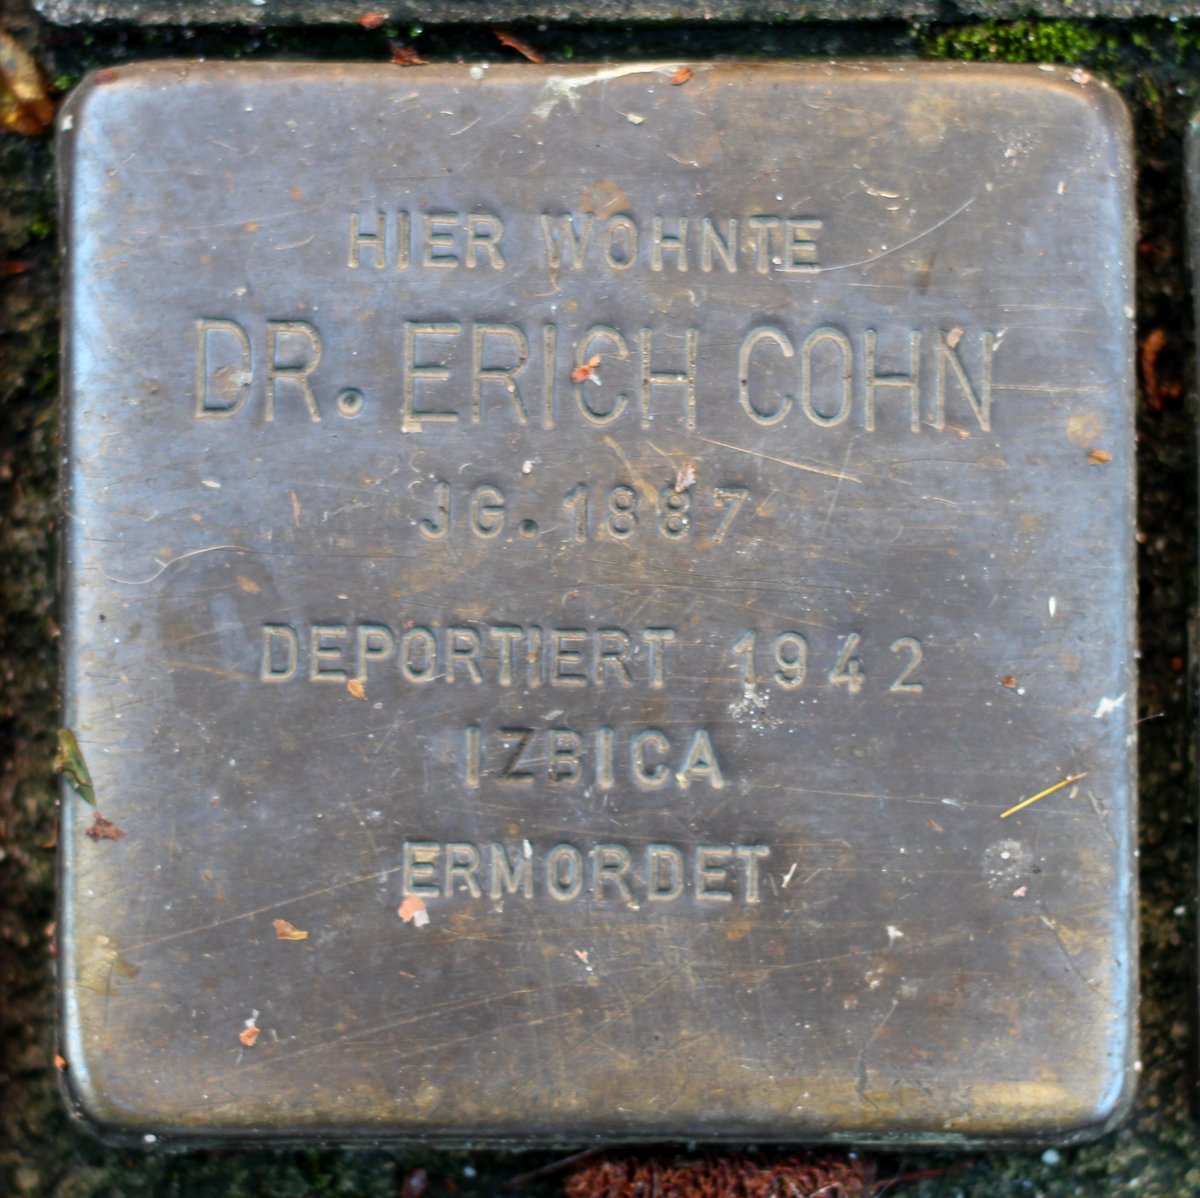 HIER WOHNTE
DR. ERICH COHN
JG. 1887
DEPORTIERT 1942
IZBICA
ERMORDET